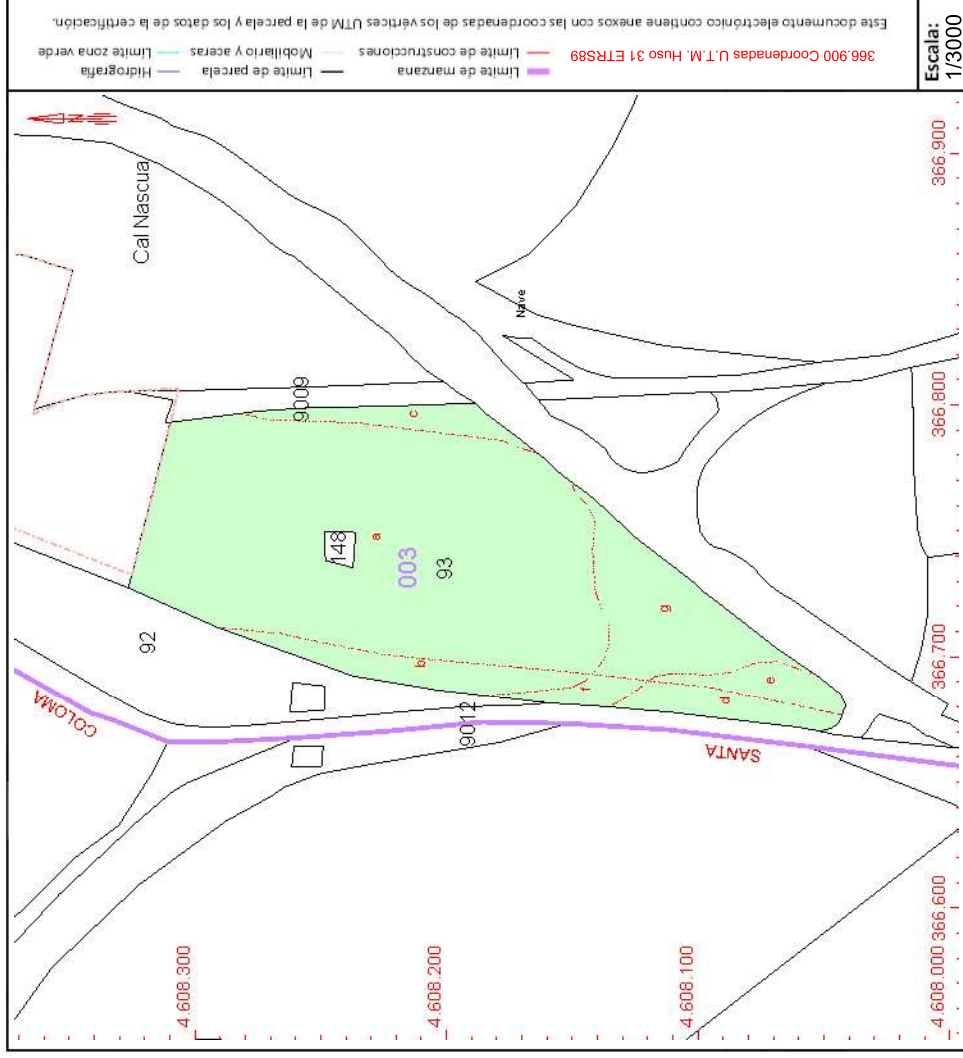 Este documento electrónico contiene anexos con las coordenadas de los vértices UTM de la parcela y los datos de la certificación.
366.900 Coordenadas U.T.M. Huso 31 ETRS89
Límite de manzana
Límite de construcciones
Límite de parcela
Mobiliario y aceras
Hidrografía
Límite zona verde
Escala:
1/3000
Cal Nascua
92
COLOMA
9009
c
148
a
003
93
b
Nave
9012
g
f
e
d
SANTA
4.608.300
4.608.200
4.608.100
4.608.000
366.600
366.700
366.800
366.900